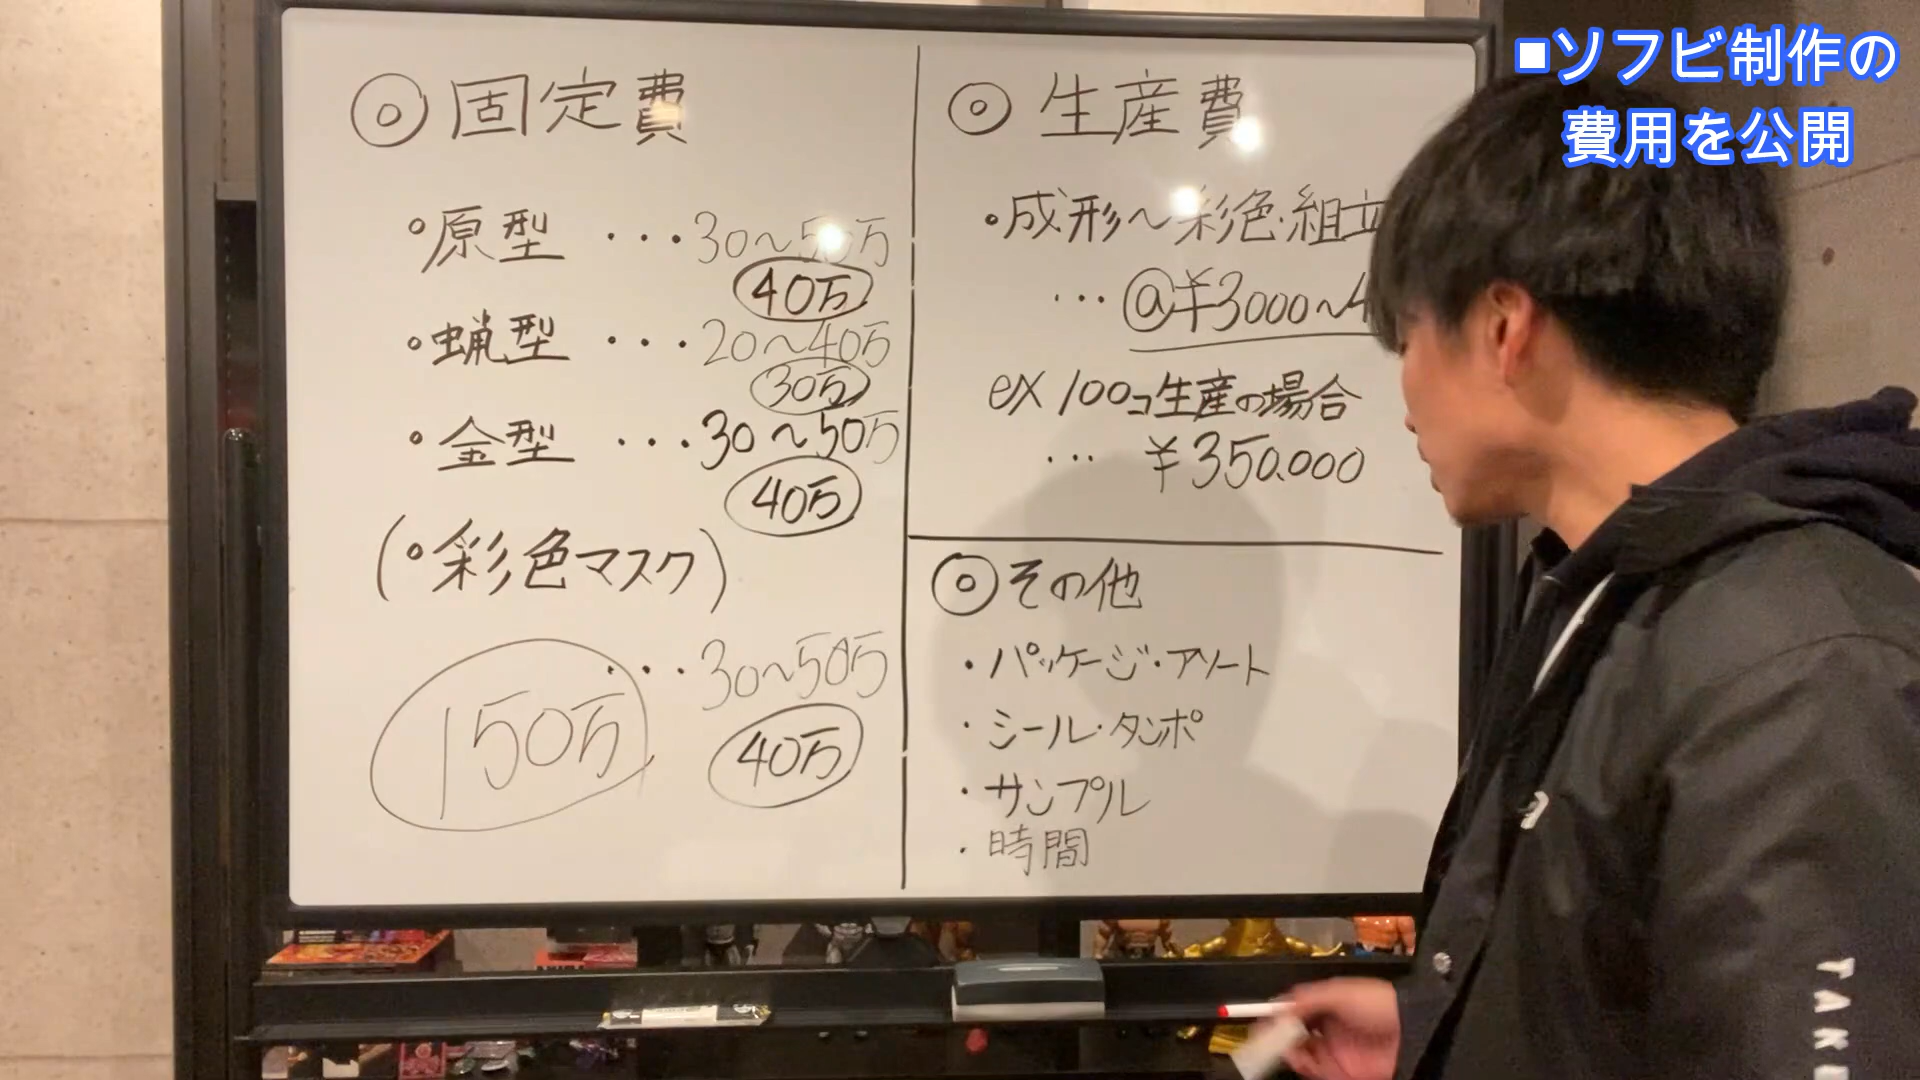 ■ソフビ制作の
費用を公開
◎固定費
・原型 ・・・30〜50万
40万
・蝋型 ・・・20〜40万
30万
・金型 ・・・30〜50万
40万
(・彩色マスク)
・・・30〜50万
40万
150万
◎生産費
・成形〜彩色・組立
・・・@¥3000〜4
ex 100コ生産の場合
・・・ ¥350.000
◎その他
・パッケージ・アソート
・シール・タンポ
・サンプル
・時間
TAKE